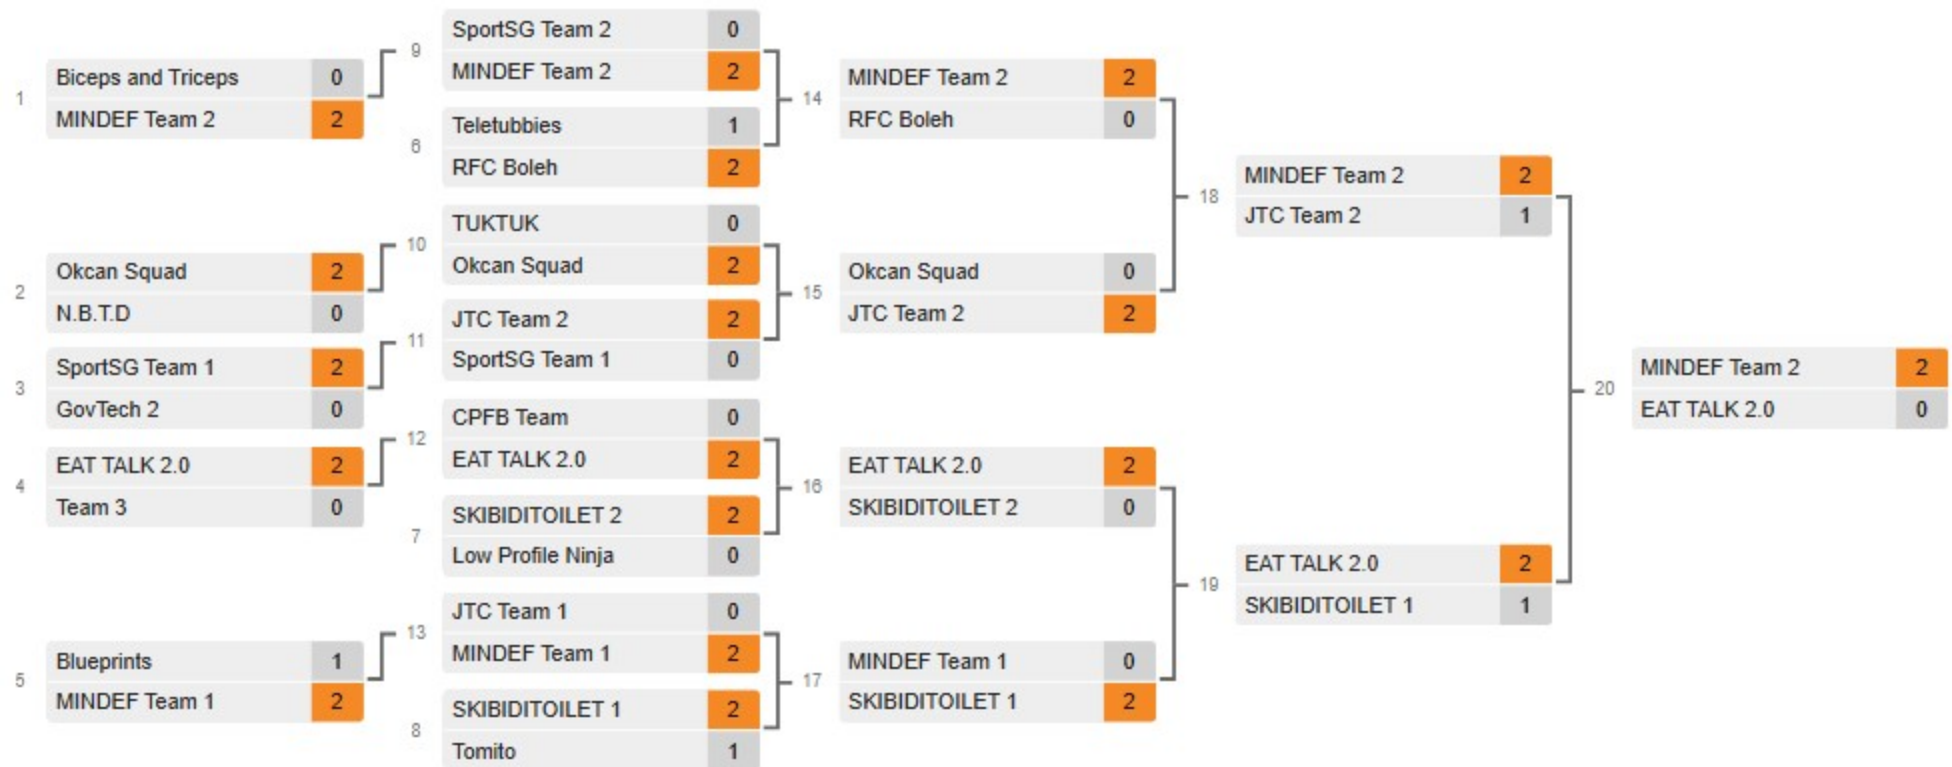 1
Biceps and Triceps 0
MINDEF Team 2 2
2
Okcan Squad 2
N.B.T.D 0
3
SportSG Team 1 2
GovTech 2 0
4
EAT TALK 2.0 2
Team 3 0
5
Blueprints 1
MINDEF Team 1 2
9
SportSG Team 2 0
MINDEF Team 2 2
6
Teletubbies 1
RFC Boleh 2
10
TUKTUK 0
Okcan Squad 2
11
JTC Team 2 2
SportSG Team 1 0
12
CPFB Team 0
EAT TALK 2.0 2
7
SKIBIDITOILET 2 2
Low Profile Ninja 0
13
JTC Team 1 0
MINDEF Team 1 2
8
SKIBIDITOILET 1 2
Tomito 1
14
MINDEF Team 2 2
RFC Boleh 0
15
Okcan Squad 0
JTC Team 2 2
16
EAT TALK 2.0 2
SKIBIDITOILET 2 0
17
MINDEF Team 1 0
SKIBIDITOILET 1 2
18
MINDEF Team 2 2
JTC Team 2 1
19
EAT TALK 2.0 2
SKIBIDITOILET 1 1
20
MINDEF Team 2 2
EAT TALK 2.0 0